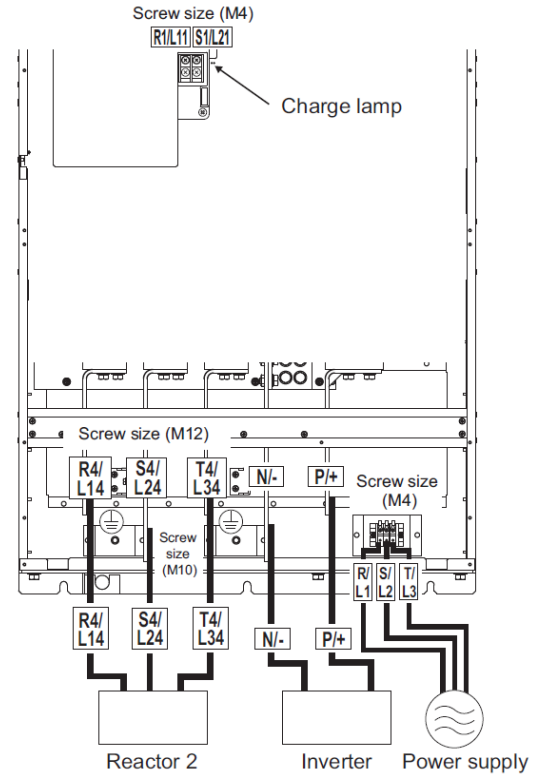 Screw size (M4)
R1/L11 S1/L21
Charge lamp
Screw size (M12)
R4/
L14
S4/
L24
T4/
L34
N/-
P/+
Screw size
(M4)
Screw
size
(M10)
R/
L1
S/
L2
T/
L3
R4/
L14
S4/
L24
T4/
L34
N/-
P/+
Reactor 2
Inverter
Power supply